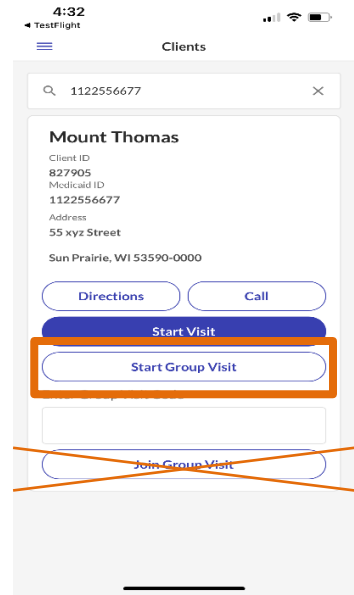 4:32
◄ TestFlight
Clients
1122556677
Mount Thomas
Client ID
827905
Medicaid ID
1122556677
Address
55 xyz Street
Sun Prairie, WI 53590-0000
Directions Call
Start Visit
Start Group Visit
Join Group Visit